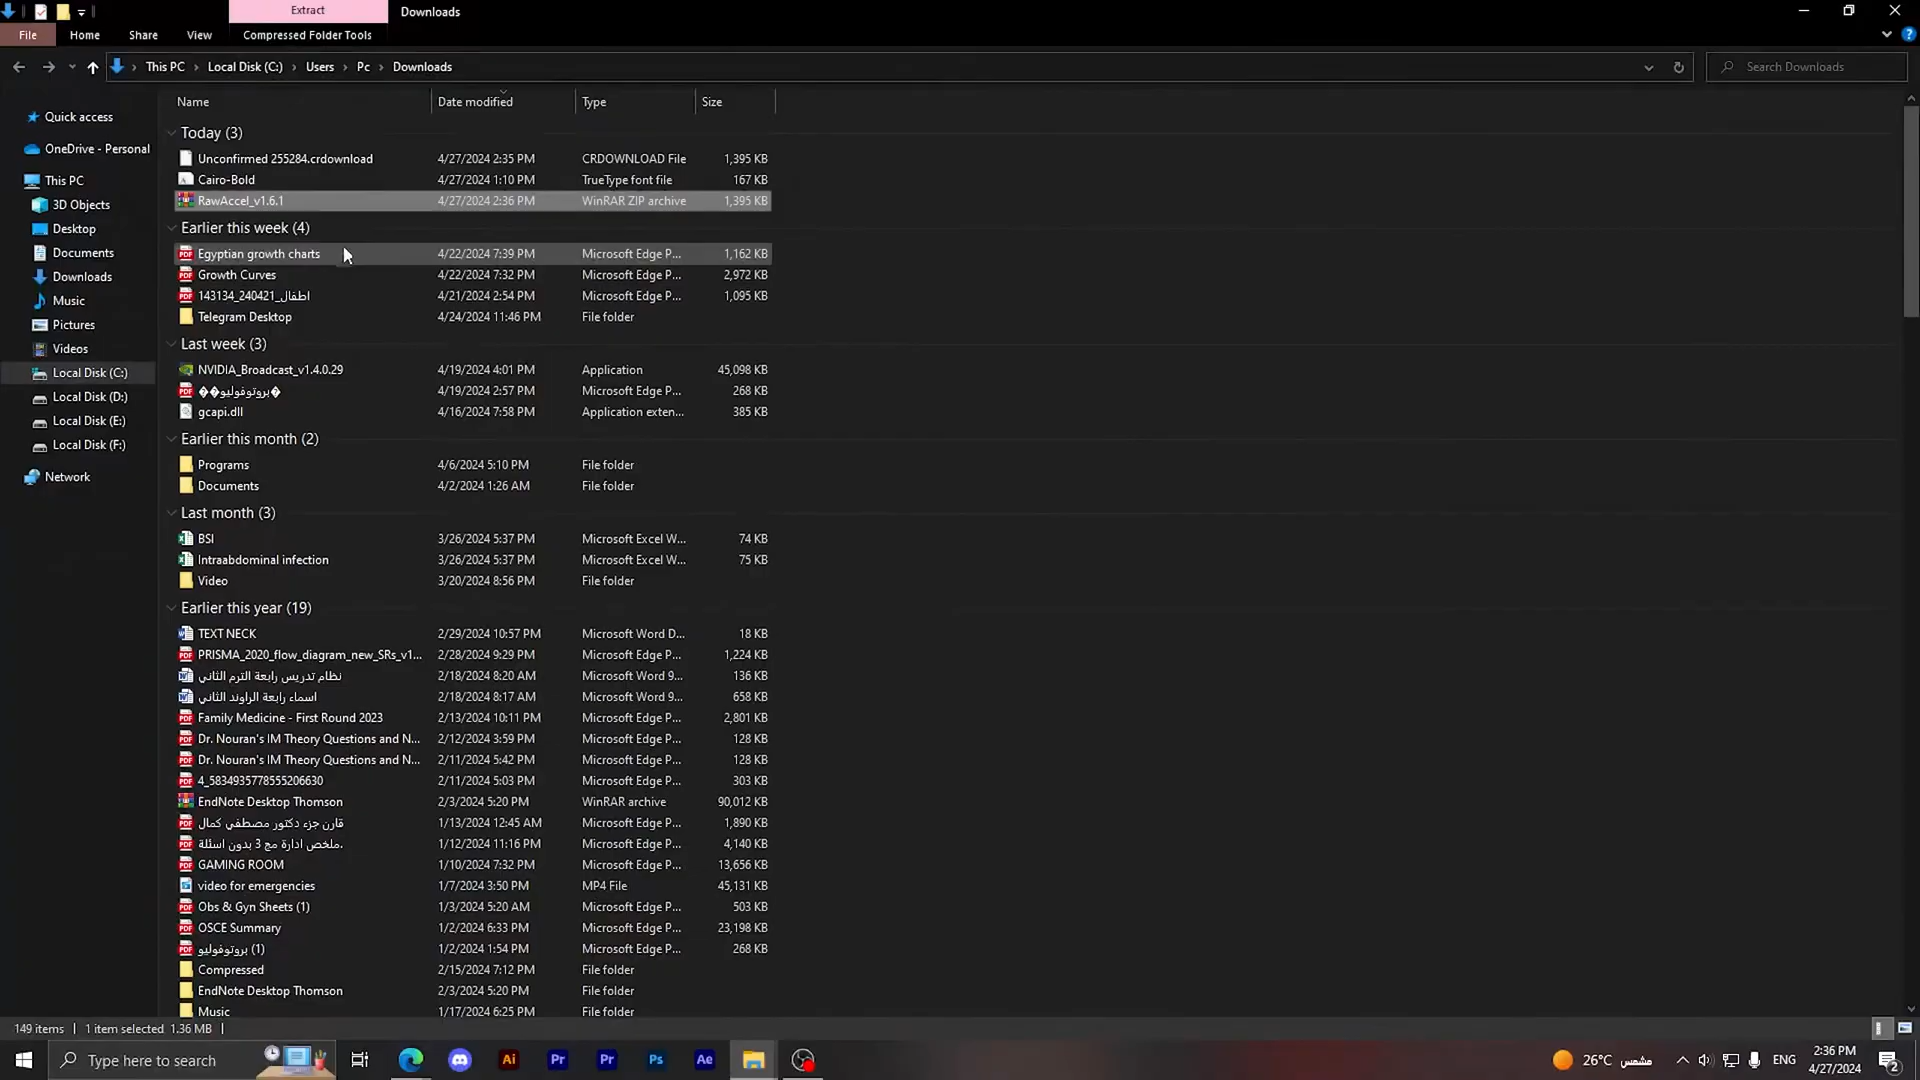 Extract Downloads
File Home Share View Compressed Folder Tools
This PC Local Disk (C:) Users Pc Downloads Search Downloads
Name Date modified Type Size
Quick access
OneDrive - Personal
This PC
3D Objects
Desktop
Documents
Downloads
Music
Pictures
Videos
Local Disk (C:)
Local Disk (D:)
Local Disk (E:)
Local Disk (F:)
Network
Today (3)
Unconfirmed 255284.crdownload 4/27/2024 2:35 PM CRDOWNLOAD File 1,395 KB
Cairo-Bold 4/27/2024 1:10 PM TrueType font file 167 KB
RawAccel_v1.6.1 4/27/2024 2:36 PM WinRAR ZIP archive 1,395 KB
Earlier this week (4)
Egyptian growth charts 4/22/2024 7:39 PM Microsoft Edge P... 1,162 KB
Growth Curves 4/22/2024 7:32 PM Microsoft Edge P... 2,972 KB
اطفال_240421_143134 4/21/2024 2:54 PM Microsoft Edge P... 1,095 KB
Telegram Desktop 4/24/2024 11:46 PM File folder
Last week (3)
NVIDIA_Broadcast_v1.4.0.29 4/19/2024 4:01 PM Application 45,098 KB
��بروتوفوليو� 4/19/2024 2:57 PM Microsoft Edge P... 268 KB
gcapi.dll 4/16/2024 7:58 PM Application exten... 385 KB
Earlier this month (2)
Programs 4/6/2024 5:10 PM File folder
Documents 4/2/2024 1:26 AM File folder
Last month (3)
BSI 3/26/2024 5:37 PM Microsoft Excel W... 74 KB
Intraabdominal infection 3/26/2024 5:37 PM Microsoft Excel W... 75 KB
Video 3/20/2024 8:56 PM File folder
Earlier this year (19)
TEXT NECK 2/29/2024 10:57 PM Microsoft Word D... 18 KB
PRISMA_2020_flow_diagram_new_SRs_v1... 2/28/2024 9:29 PM Microsoft Edge P... 1,224 KB
نظام تدريس رابعة الترم الثاني 2/18/2024 8:20 AM Microsoft Word 9... 136 KB
اسماء رابعة الراوند الثاني 2/18/2024 8:17 AM Microsoft Word 9... 658 KB
Family Medicine - First Round 2023 2/13/2024 10:11 PM Microsoft Edge P... 2,801 KB
Dr. Nouran's IM Theory Questions and N... 2/12/2024 3:59 PM Microsoft Edge P... 128 KB
Dr. Nouran's IM Theory Questions and N... 2/11/2024 5:42 PM Microsoft Edge P... 128 KB
4_5834935778555206630 2/11/2024 5:03 PM Microsoft Edge P... 303 KB
EndNote Desktop Thomson 2/3/2024 5:20 PM WinRAR archive 90,012 KB
قارن جزء دكتور مصطفي كمال 1/13/2024 12:45 AM Microsoft Edge P... 1,890 KB
ملخص ادارة مج 3 بدون اسئلة. 1/12/2024 11:16 PM Microsoft Edge P... 4,140 KB
GAMING ROOM 1/10/2024 7:32 PM Microsoft Edge P... 13,656 KB
video for emergencies 1/7/2024 3:50 PM MP4 File 45,131 KB
Obs & Gyn Sheets (1) 1/3/2024 5:20 AM Microsoft Edge P... 503 KB
OSCE Summary 1/2/2024 6:33 PM Microsoft Edge P... 23,198 KB
بروتوفوليو (1) 1/2/2024 1:54 PM Microsoft Edge P... 268 KB
Compressed 2/15/2024 7:12 PM File folder
EndNote Desktop Thomson 2/3/2024 5:20 PM File folder
Music 1/17/2024 6:25 PM File folder
149 items 1 item selected 1.36 MB
Type here to search Ai Pr Pr Ps Ae 26°C مشمس ENG 2:36 PM
4/27/2024 2